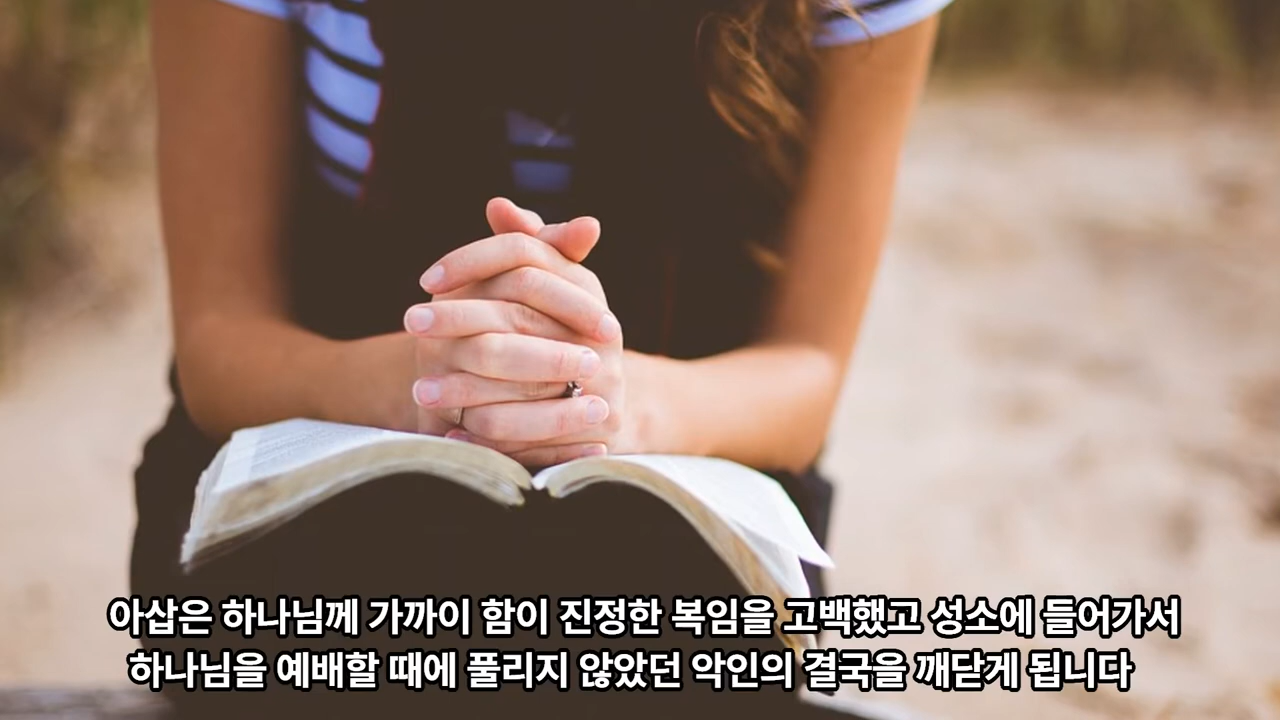 아삽은 하나님께 가까이 함이 진정한 복임을 고백했고 성소에 들어가서
하나님을 예배할 때에 풀리지 않았던 악인의 결국을 깨닫게 됩니다